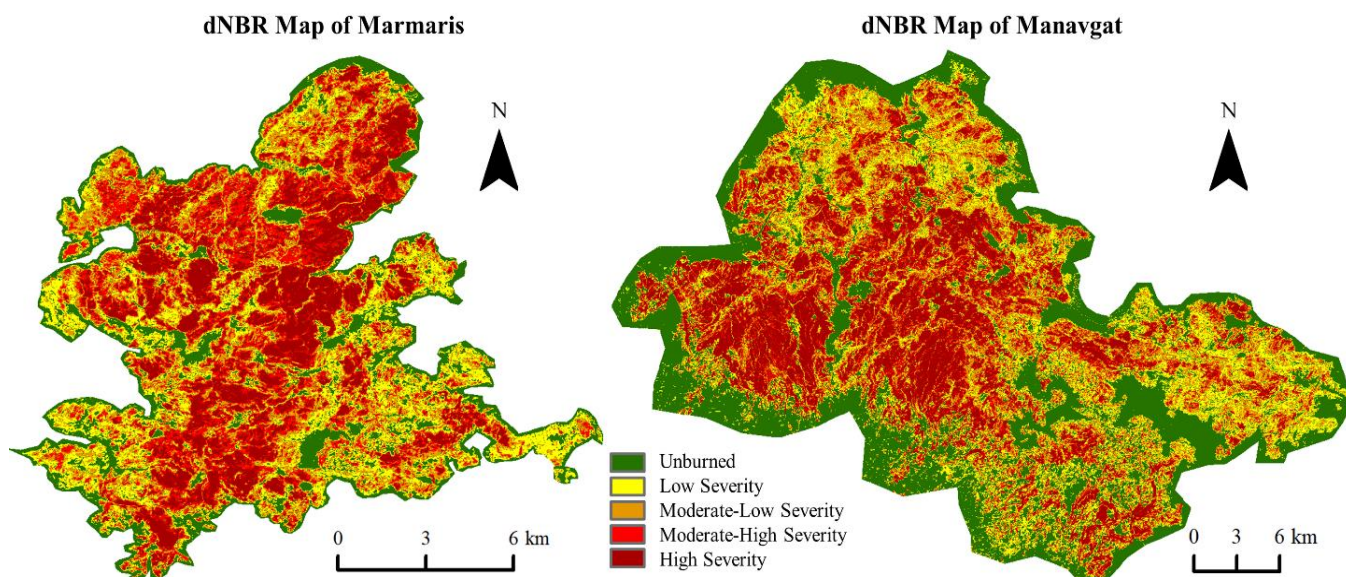 dNBR Map of Marmaris
dNBR Map of Manavgat
N
N
Unburned
Low Severity
Moderate-Low Severity
Moderate-High Severity
High Severity
0 3 6 km
0 3 6 km